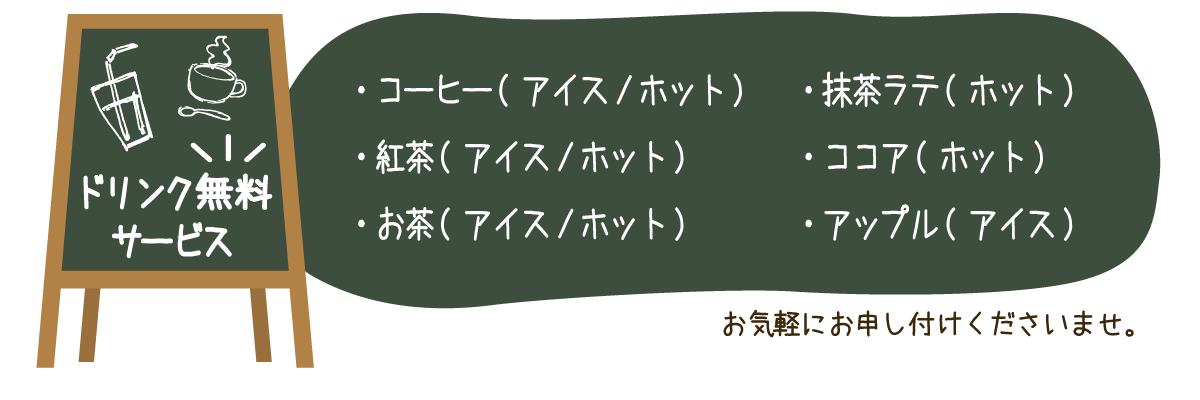 ドリンク無料
サービス
・コーヒー(アイス/ホット)
・紅茶(アイス/ホット)
・お茶(アイス/ホット)
・抹茶ラテ(ホット)
・ココア(ホット)
・アップル(アイス)
お気軽にお申し付けくださいませ。